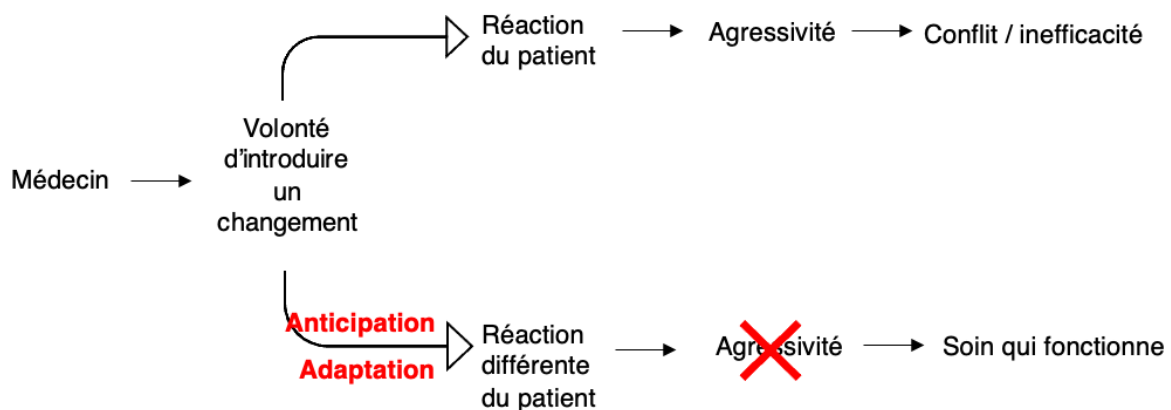 Réaction
du patient
Agressivité
Conflit / inefficacité
Médecin
Volonté
d'introduire
un
changement
Anticipation
Adaptation
Réaction
différente
du patient
Agressivité
Soin qui fonctionne